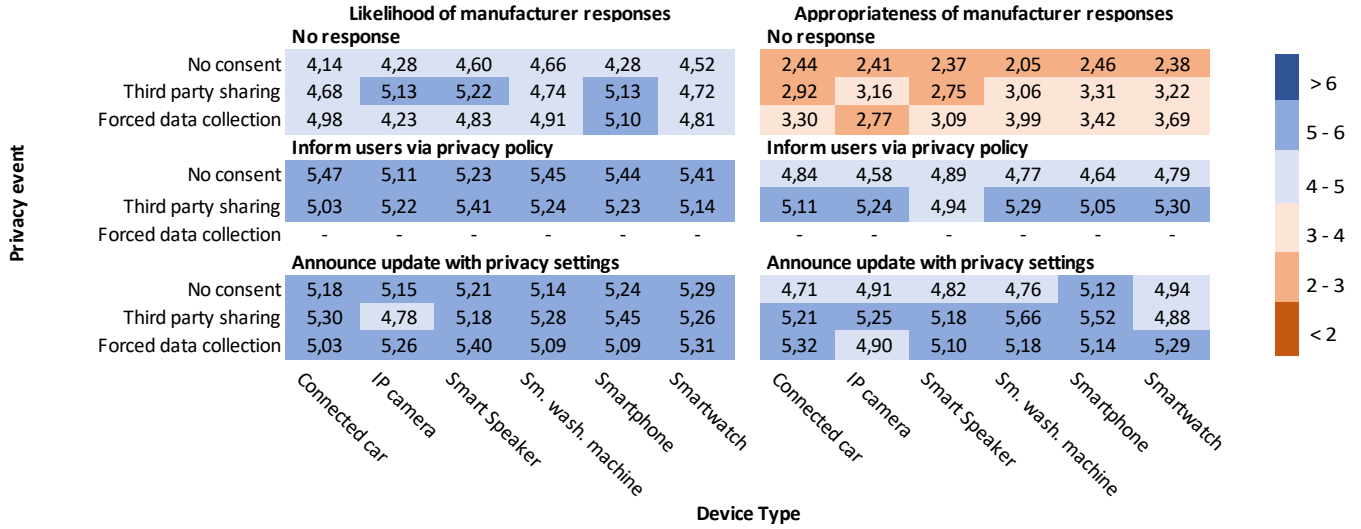 Likelihood of manufacturer responses Appropriateness of manufacturer responses
No response No response
No consent 4,14 4,28 4,60 4,66 4,28 4,52 2,44 2,41 2,37 2,05 2,46 2,38
Third party sharing 4,68 5,13 5,22 4,74 5,13 4,72 2,92 3,16 2,75 3,06 3,31 3,22
Forced data collection 4,98 4,23 4,83 4,91 5,10 4,81 3,30 2,77 3,09 3,99 3,42 3,69
Inform users via privacy policy Inform users via privacy policy
No consent 5,47 5,11 5,23 5,45 5,44 5,41 4,84 4,58 4,89 4,77 4,64 4,79
Third party sharing 5,03 5,22 5,41 5,24 5,23 5,14 5,11 5,24 4,94 5,29 5,05 5,30
Forced data collection - - - - - - - - - - - -
Announce update with privacy settings Announce update with privacy settings
No consent 5,18 5,15 5,21 5,14 5,24 5,29 4,71 4,91 4,82 4,76 5,12 4,94
Third party sharing 5,30 4,78 5,18 5,28 5,45 5,26 5,21 5,25 5,18 5,66 5,52 4,88
Forced data collection 5,03 5,26 5,40 5,09 5,09 5,31 5,32 4,90 5,10 5,18 5,14 5,29
Connected car IP camera Smart Speaker Sm. wash. machine Smartphone Smartwatch Connected car IP camera Smart Speaker Sm. wash. machine Smartphone Smartwatch
Device Type
Privacy event
> 6
5 - 6
4 - 5
3 - 4
2 - 3
< 2